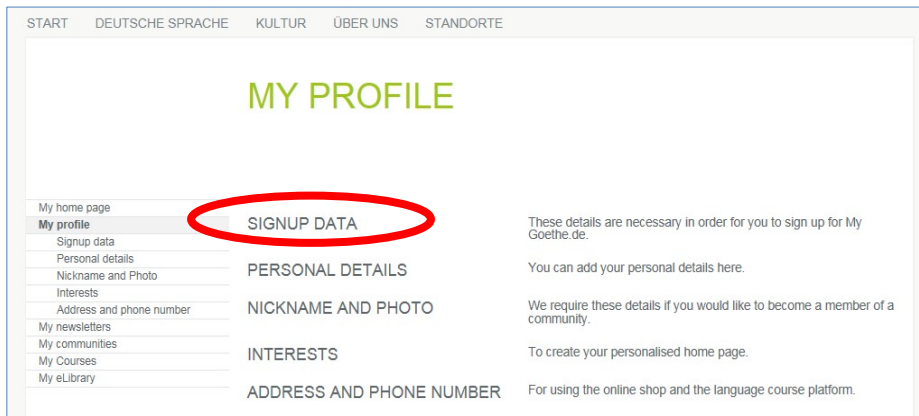 START DEUTSCHE SPRACHE KULTUR ÜBER UNS STANDORTE
MY PROFILE
My home page
My profile
Signup data
Personal details
Nickname and Photo
Interests
Address and phone number
My newsletters
My communities
My Courses
My eLibrary
SIGNUP DATA
These details are necessary in order for you to sign up for My
Goethe.de.
PERSONAL DETAILS
You can add your personal details here.
NICKNAME AND PHOTO
We require these details if you would like to become a member of a
community.
INTERESTS
To create your personalised home page.
ADDRESS AND PHONE NUMBER
For using the online shop and the language course platform.